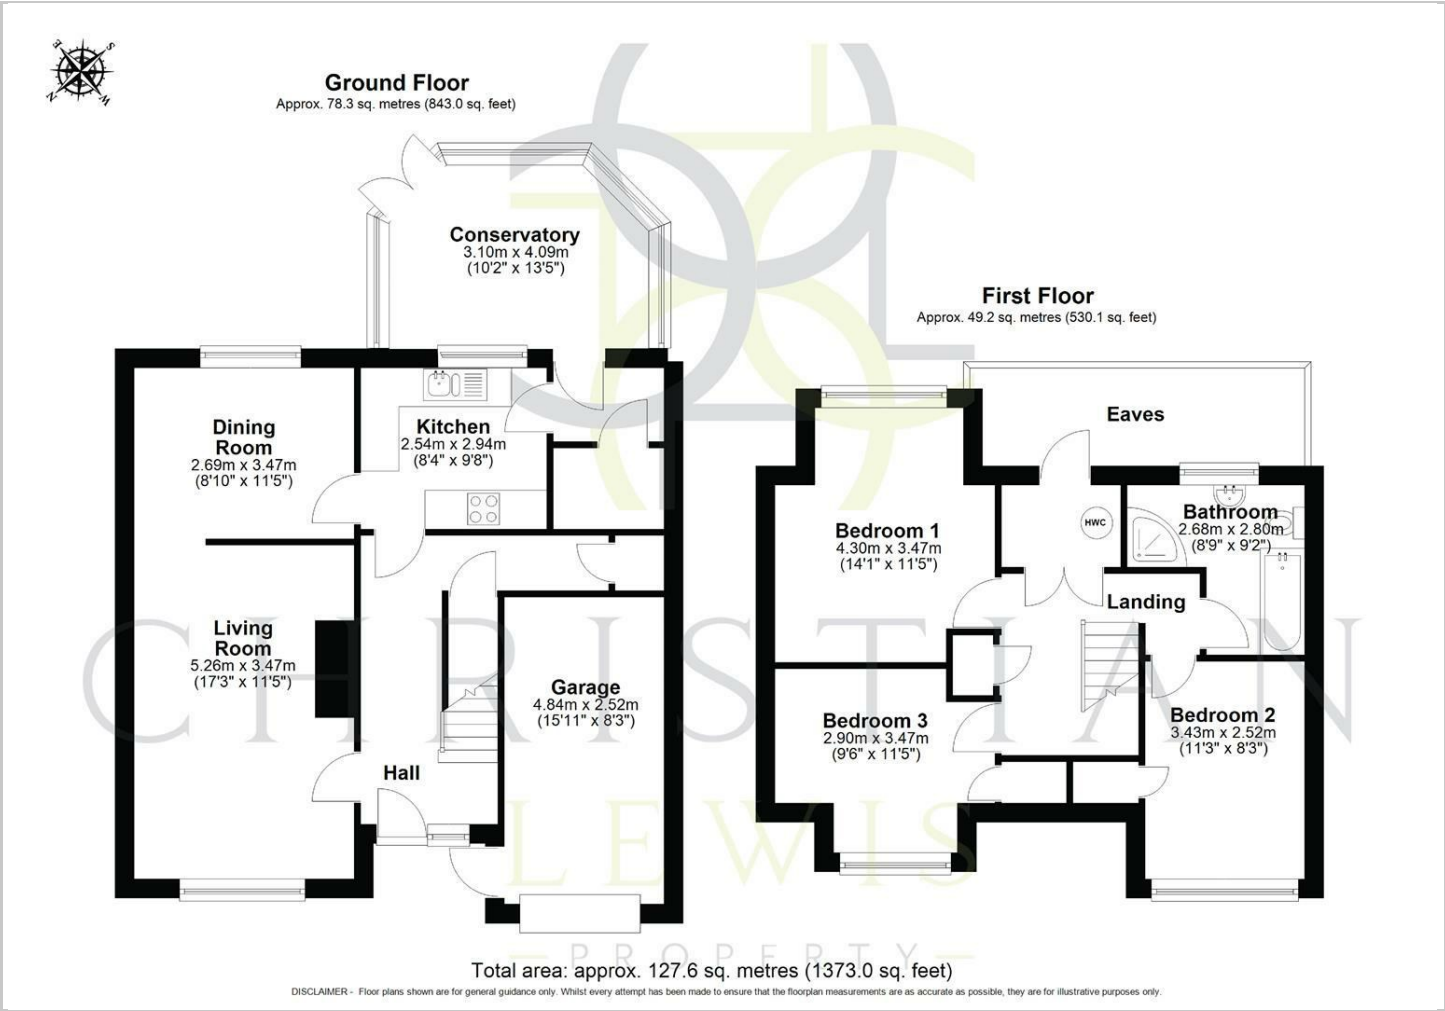 E
S
N
W
Ground Floor
Approx. 78.3 sq. metres (843.0 sq. feet)
Conservatory
3.10m x 4.09m
(10'2" x 13'5")
First Floor
Approx. 49.2 sq. metres (530.1 sq. feet)
Dining
Room
2.69m x 3.47m
(8'10" x 11'5")
Kitchen
2.54m x 2.94m
(8'4" x 9'8")
Eaves
Bedroom 1
4.30m x 3.47m
(14'1" x 11'5")
HWC
Bathroom
2.68m x 2.80m
(8'9" x 9'2")
Landing
Living
Room
5.26m x 3.47m
(17'3" x 11'5")
Garage
4.84m x 2.52m
(15'11" x 8'3")
Hall
Bedroom 3
2.90m x 3.47m
(9'6" x 11'5")
Bedroom 2
3.43m x 2.52m
(11'3" x 8'3")
CHRISTIAN
LEWIS
PROPERTY
Total area: approx. 127.6 sq. metres (1373.0 sq. feet)
DISCLAIMER - Floor plans shown are for general guidance only. Whilst every attempt has been made to ensure that the floorplan measurements are as accurate as possible, they are for illustrative purposes only.